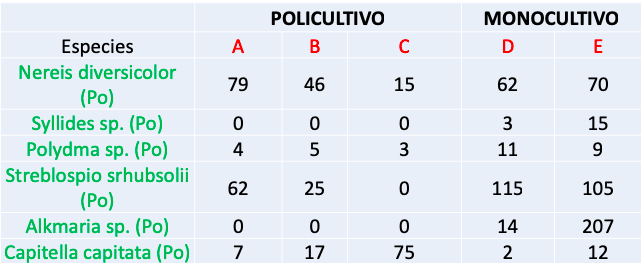 POLICULTIVO MONOCULTIVO
Especies A B C D E
Nereis diversicolor
(Po) 79 46 15 62 70
Syllides sp. (Po) 0 0 0 3 15
Polydma sp. (Po) 4 5 3 11 9
Streblospio srhubsolii
(Po) 62 25 0 115 105
Alkmaria sp. (Po) 0 0 0 14 207
Capitella capitata (Po) 7 17 75 2 12